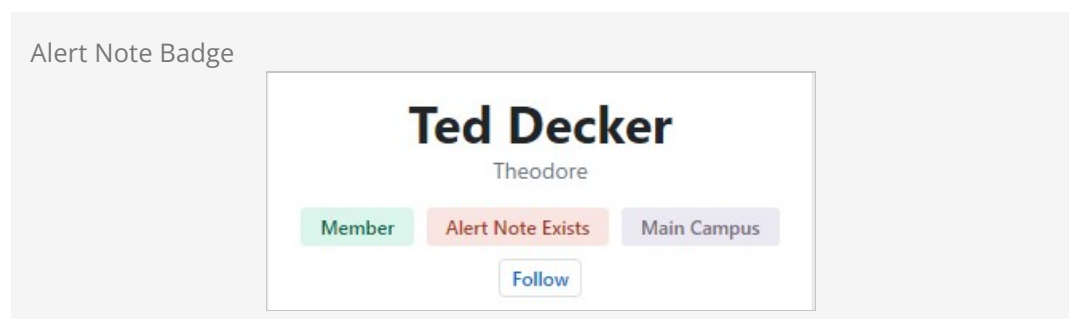 Alert Note Badge
Ted Decker
Theodore
Member Alert Note Exists Main Campus
Follow